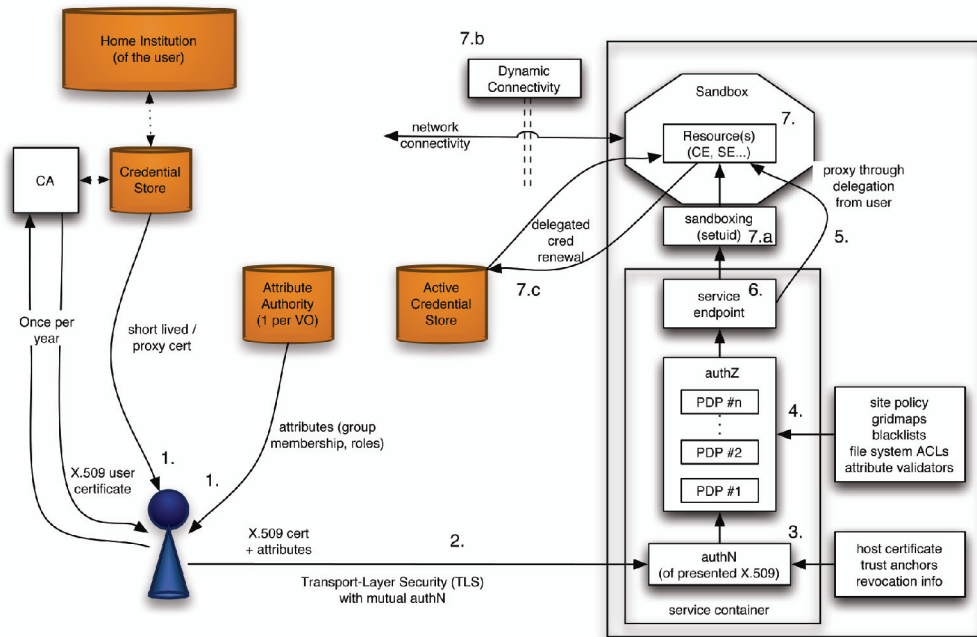 Home Institution
(of the user)
7.b
Dynamic
Connectivity
Sandbox
7.
Resource(s)
(CE, SE...)
network
connectivity
CA
Credential
Store
proxy through
delegation
from user
5.
sandboxing
(setuid)
7.a
delegated
cred
renewal
7.c
Attribute
Authority
(1 per VO)
Active
Credential
Store
6.
service
endpoint
Once per
year
short lived /
proxy cert
authZ
PDP #n
PDP #2
PDP #1
4.
site policy
gridmaps
blacklists
file system ACLs
attribute validators
attributes (group
membership, roles)
1.
1.
X.509 user
certificate
X.509 cert
+ attributes
2.
3.
authN
(of presented X.509)
host certificate
trust anchors
revocation info
Transport-Layer Security (TLS)
with mutual authN
service container